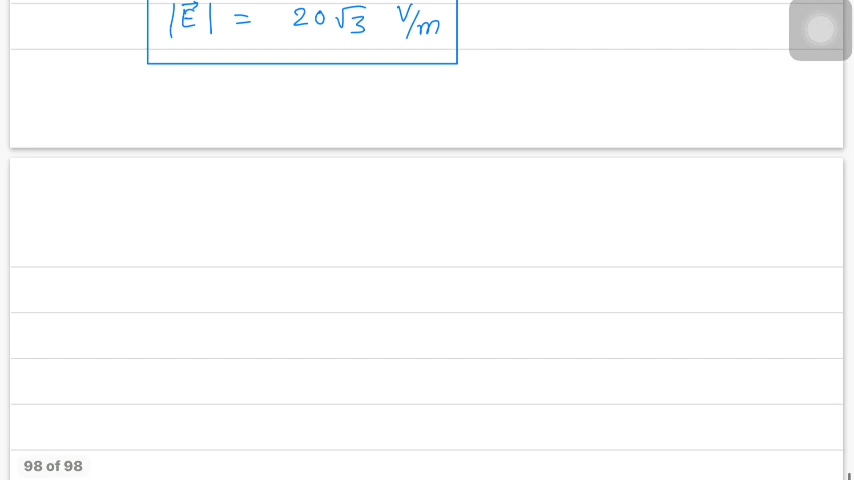 |E⃗| = 20√3 V/m
98 of 98